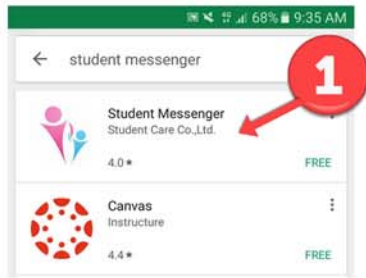 68% 9:35 AM
student messenger
1
Student Messenger
Student Care Co.,Ltd.
4.0★ FREE
Canvas
Instructure
4.4★ FREE